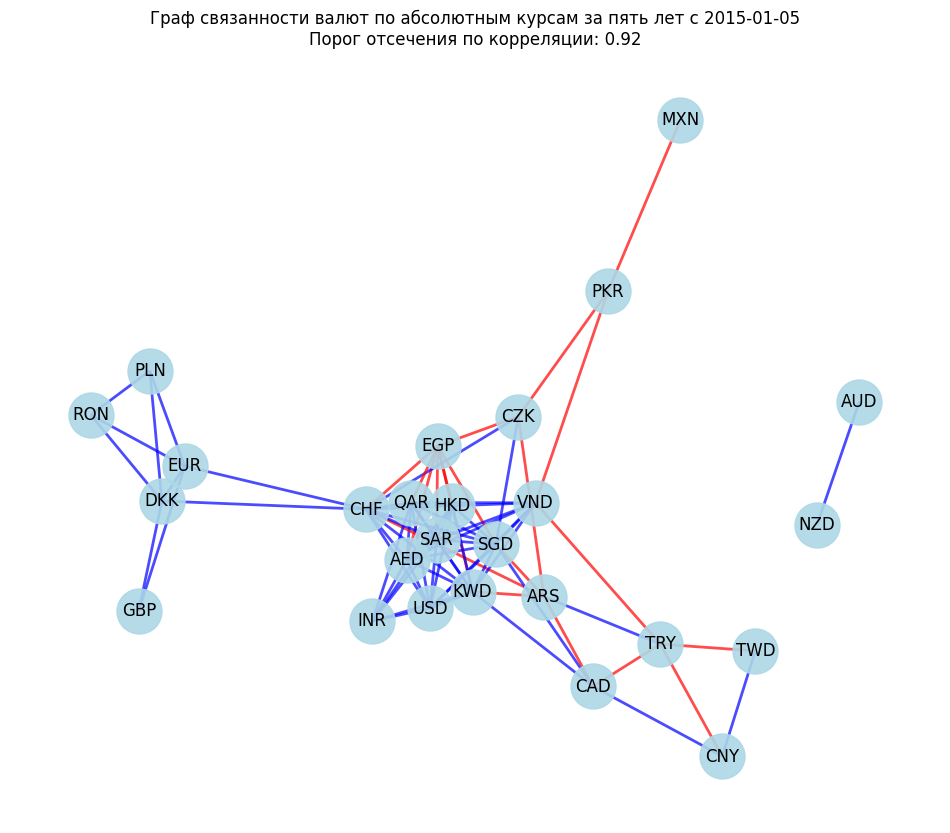 Граф связанности валют по абсолютным курсам за пять лет с 2015-01-05
Порог отсечения по корреляции: 0.92
MXN
PKR
PLN
AUD
RON
CZK
EGP
EUR
DKK
QAR
HKD
VND
CHF
NZD
SAR
SGD
AED
KWD
ARS
GBP
USD
INR
TRY
TWD
CAD
CNY